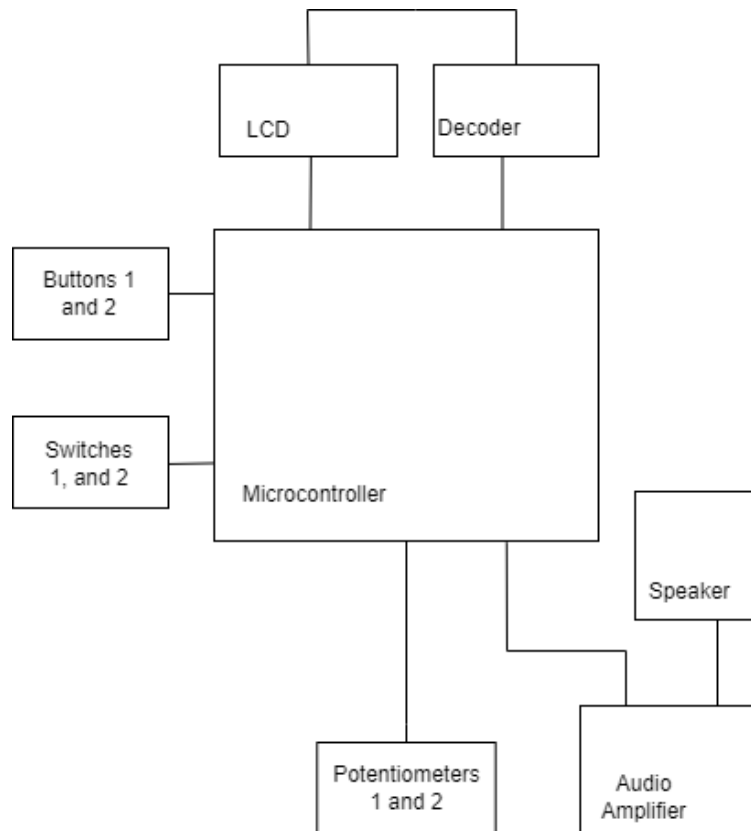 LCD
Decoder
Buttons 1
and 2
Switches
1, and 2
Microcontroller
Speaker
Potentiometers
1 and 2
Audio
Amplifier